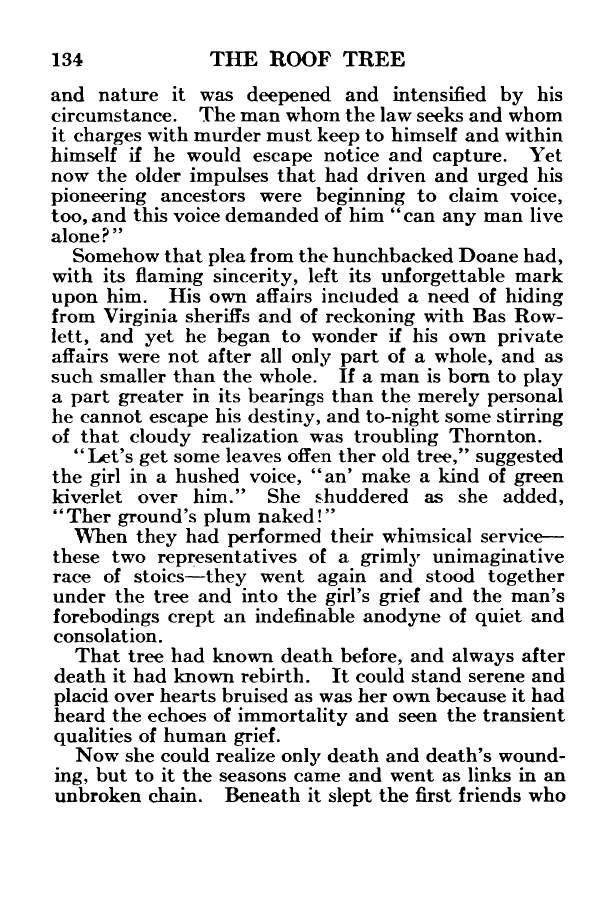 134 THE ROOF TREE
and nature it was deepened and intensified by his
circumstance. The man whom the law seeks and whom
it charges with murder must keep to himself and within
himself if he would escape notice and capture. Yet
now the older impulses that had driven and urged his
pioneering ancestors were beginning to claim voice,
too, and this voice demanded of him “can any man live
alone?”
Somehow that plea from the hunchbacked Doane had,
with its flaming sincerity, left its unforgettable mark
upon him. His own affairs included a need of hiding
from Virginia sheriffs and of reckoning with Bas Row-
lett, and yet he began to wonder if his own private
affairs were not after all only part of a whole, and as
such smaller than the whole. If a man is born to play
a part greater in its bearings than the merely personal
he cannot escape his destiny, and to-night some stirring
of that cloudy realization was troubling Thornton.
“Let's get some leaves offen ther old tree,” suggested
the girl in a hushed voice, “an' make a kind of green
kiverlet over him.” She shuddered as she added,
“Ther ground's plum naked!”
When they had performed their whimsical service—
these two representatives of a grimly unimaginative
race of stoics—they went again and stood together
under the tree and into the girl's grief and the man's
forebodings crept an indefinable anodyne of quiet and
consolation.
That tree had known death before, and always after
death it had known rebirth. It could stand serene and
placid over hearts bruised as was her own because it had
heard the echoes of immortality and seen the transient
qualities of human grief.
Now she could realize only death and death's wound-
ing, but to it the seasons came and went as links in an
unbroken chain. Beneath it slept the first friends who